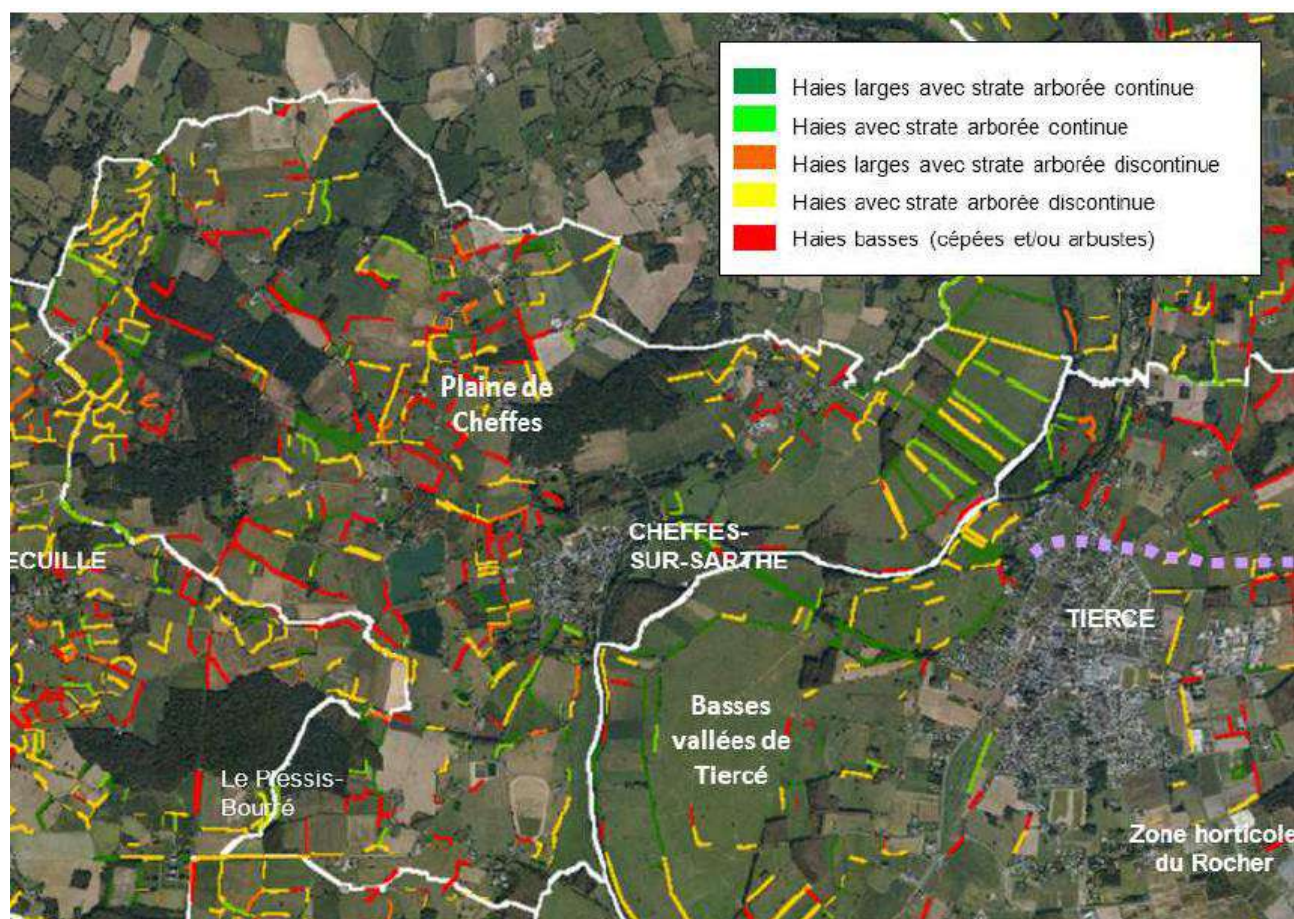 Haies larges avec strate arborée continue
Haies avec strate arborée continue
Haies larges avec strate arborée discontinue
Haies avec strate arborée discontinue
Haies basses (cépées et/ou arbustes)
Plaine de
Cheffes
CHEFFES-
SUR-SARTHE
ECUILLE
TIERCE
Basses
vallées de
Tiercé
Le Plessis-
Bourré
Zone horticole
du Rocher